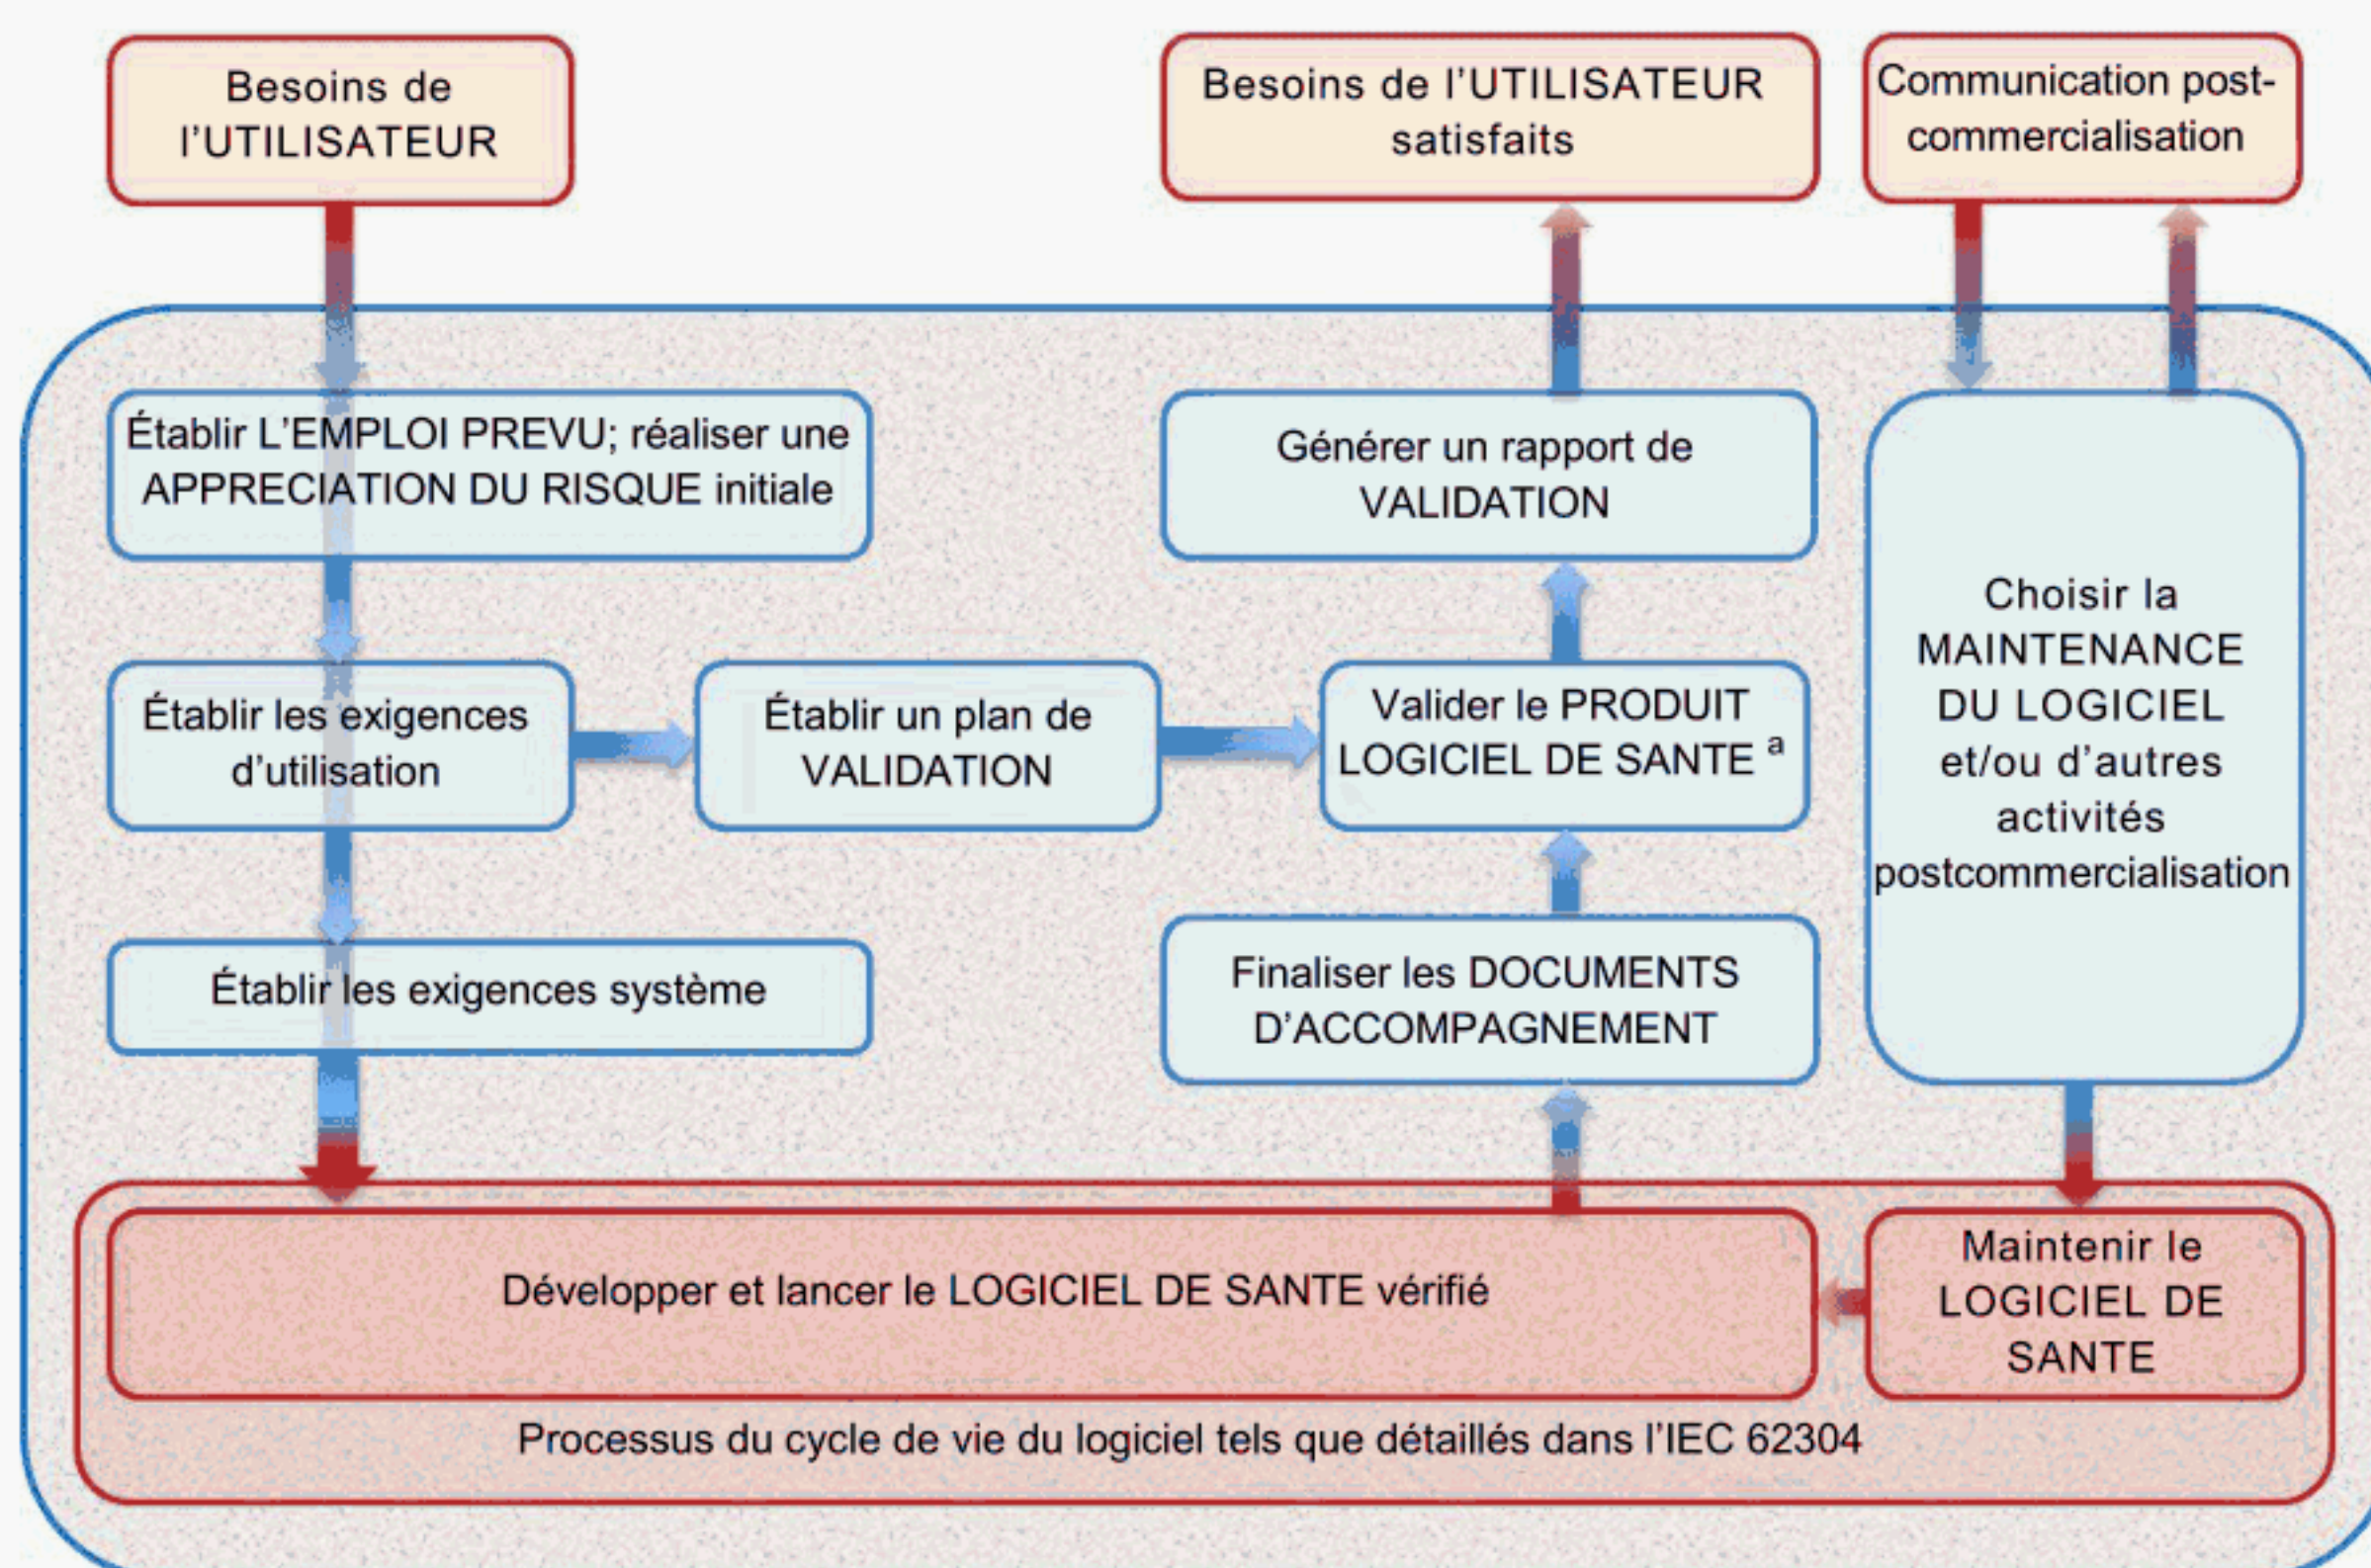 Besoins de
l'UTILISATEUR
Besoins de l'UTILISATEUR
satisfaits
Communication post-
commercialisation
Établir L'EMPLOI PREVU; réaliser une
APPRECIATION DU RISQUE initiale
Générer un rapport de
VALIDATION
Choisir la
MAINTENANCE
DU LOGICIEL
et/ou d'autres
activités
postcommercialisation
Établir les exigences
d'utilisation
Établir un plan de
VALIDATION
Valider le PRODUIT
LOGICIEL DE SANTE a
Établir les exigences système
Finaliser les DOCUMENTS
D'ACCOMPAGNEMENT
Développer et lancer le LOGICIEL DE SANTE vérifié
Maintenir le
LOGICIEL DE
SANTE
Processus du cycle de vie du logiciel tels que détaillés dans l'IEC 62304